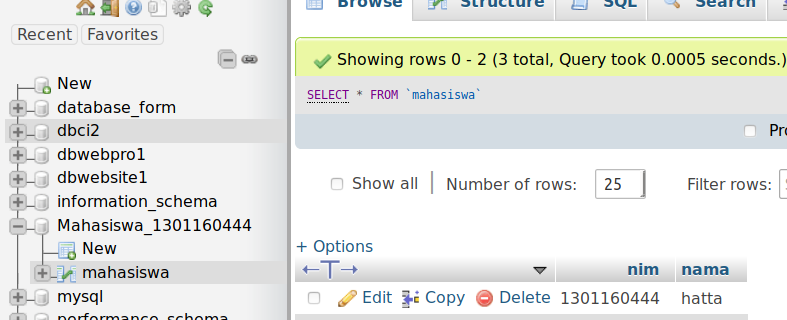 Browse Structure SQL Search
Recent Favorites
Showing rows 0 - 2 (3 total, Query took 0.0005 seconds.)
New
database_form
dbci2
dbwebpro1
dbwebsite1
information_schema
Mahasiswa_1301160444
New
mahasiswa
mysql
performance_schema
SELECT * FROM `mahasiswa`
Show all Number of rows: 25 Filter rows:
+ Options
nim nama
Edit Copy Delete 1301160444 hatta